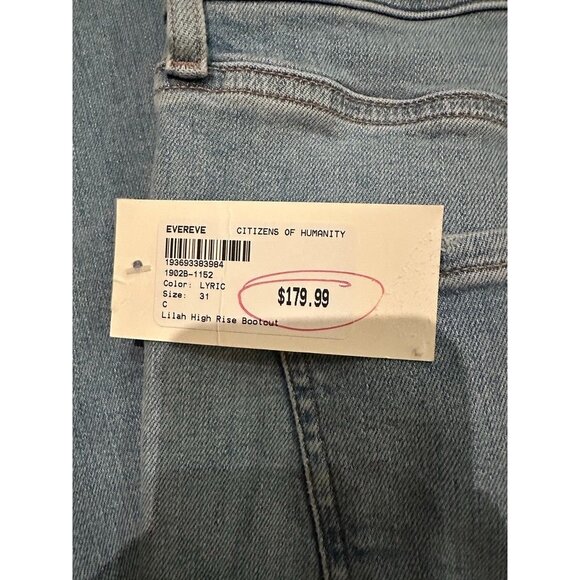 EVEREVE CITIZENS OF HUMANITY
193693383984
1902B-1152
Color: LYRIC
Size: 31
$179.99
C
Lilah High Rise Bootcut